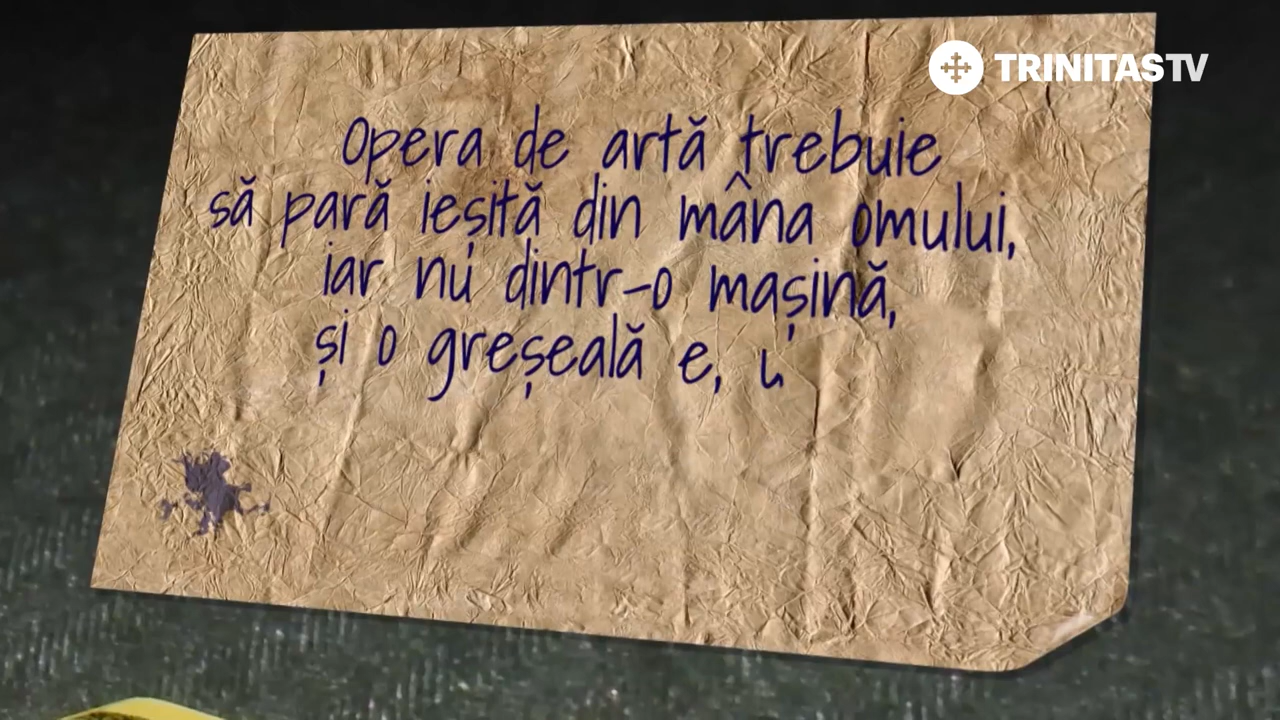 TRINITASTV
Opera de artă trebuie
să pară ieșită din mâna omului,
iar nu dintr-o mașină,
și o greșeală e,